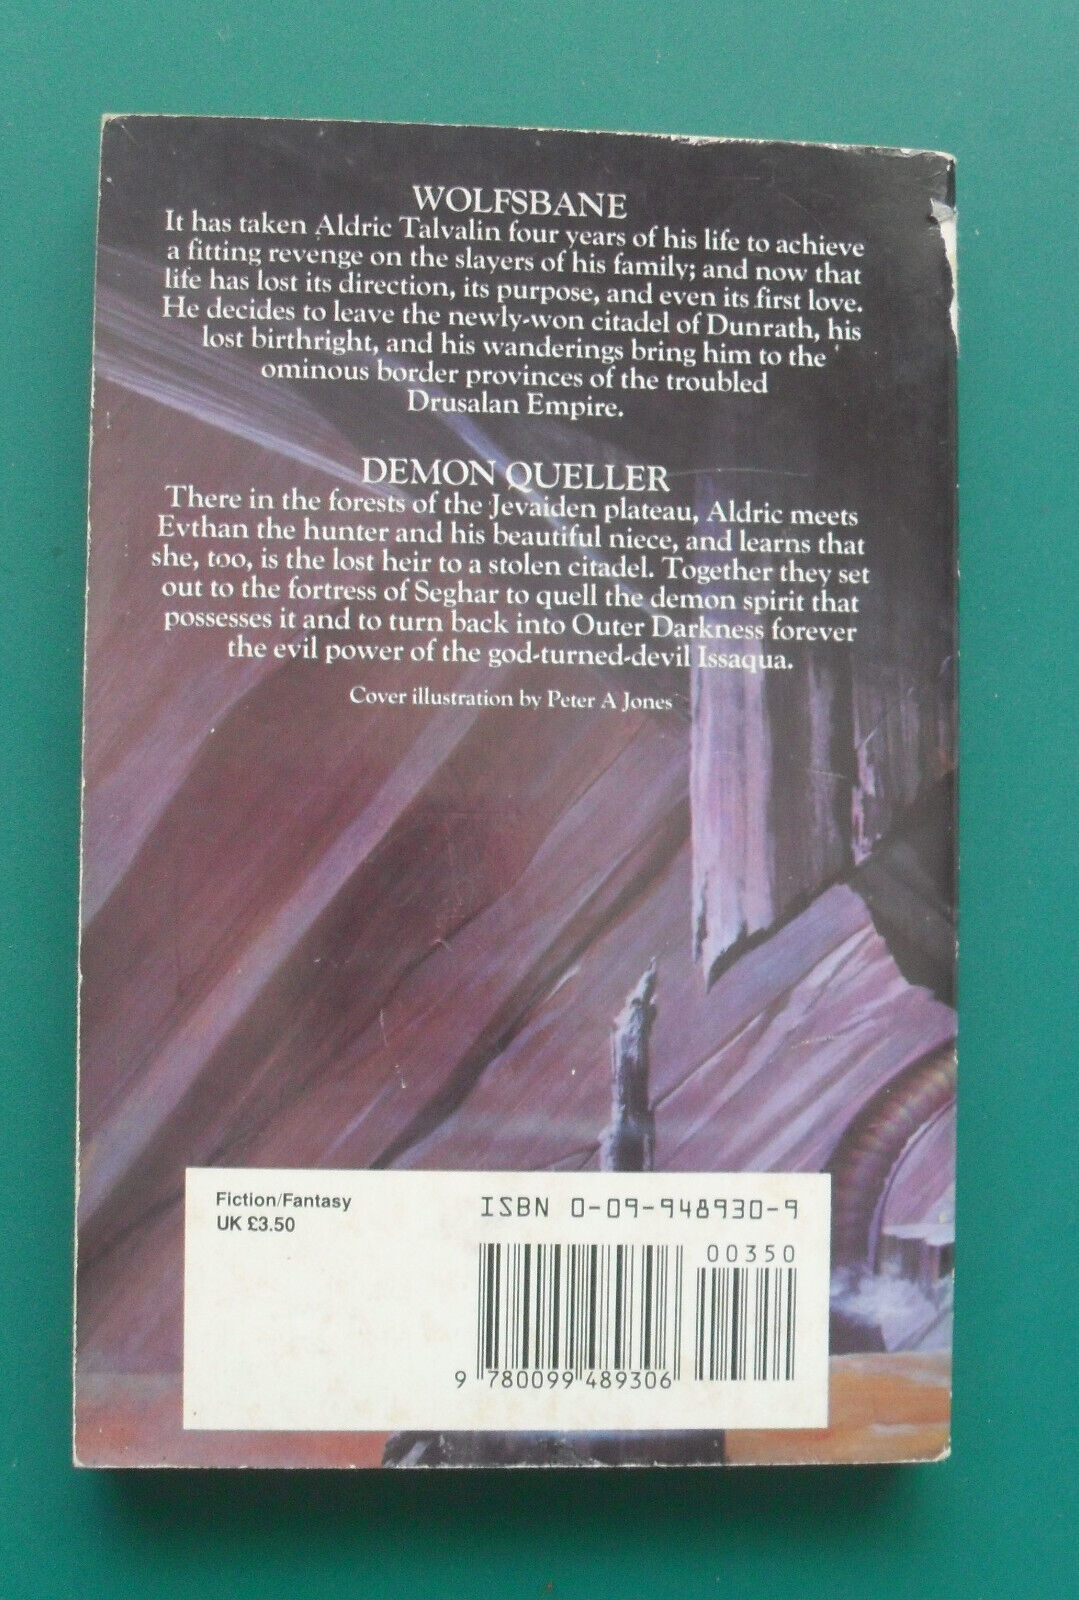 WOLFSBANE
It has taken Aldric Talvalin four years of his life to achieve
a fitting revenge on the slayers of his family; and now that
life has lost its direction, its purpose, and even its first love.
He decides to leave the newly-won citadel of Dunrath, his
lost birthright, and his wanderings bring him to the
ominous border provinces of the troubled
Drusalan Empire.
DEMON QUELLER
There in the forests of the Jevaiden plateau, Aldric meets
Evthan the hunter and his beautiful niece, and learns that
she, too, is the lost heir to a stolen citadel. Together they set
out to the fortress of Seghar to quell the demon spirit that
possesses it and to turn back into Outer Darkness forever
the evil power of the god-turned-devil Issaqua.
Cover illustration by Peter A Jones
Fiction/Fantasy
UK £3.50
ISBN 0-09-948930-9
00350
9 780099 489306